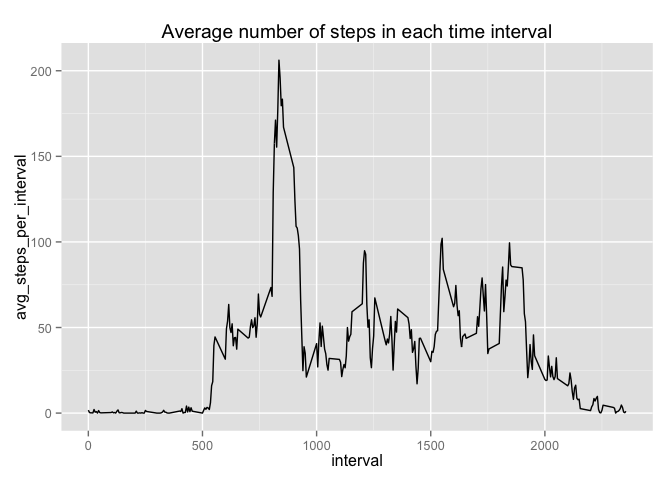 Average number of steps in each time interval
200
150
100
50
0
avg_steps_per_interval
0 500 1000 1500 2000
interval